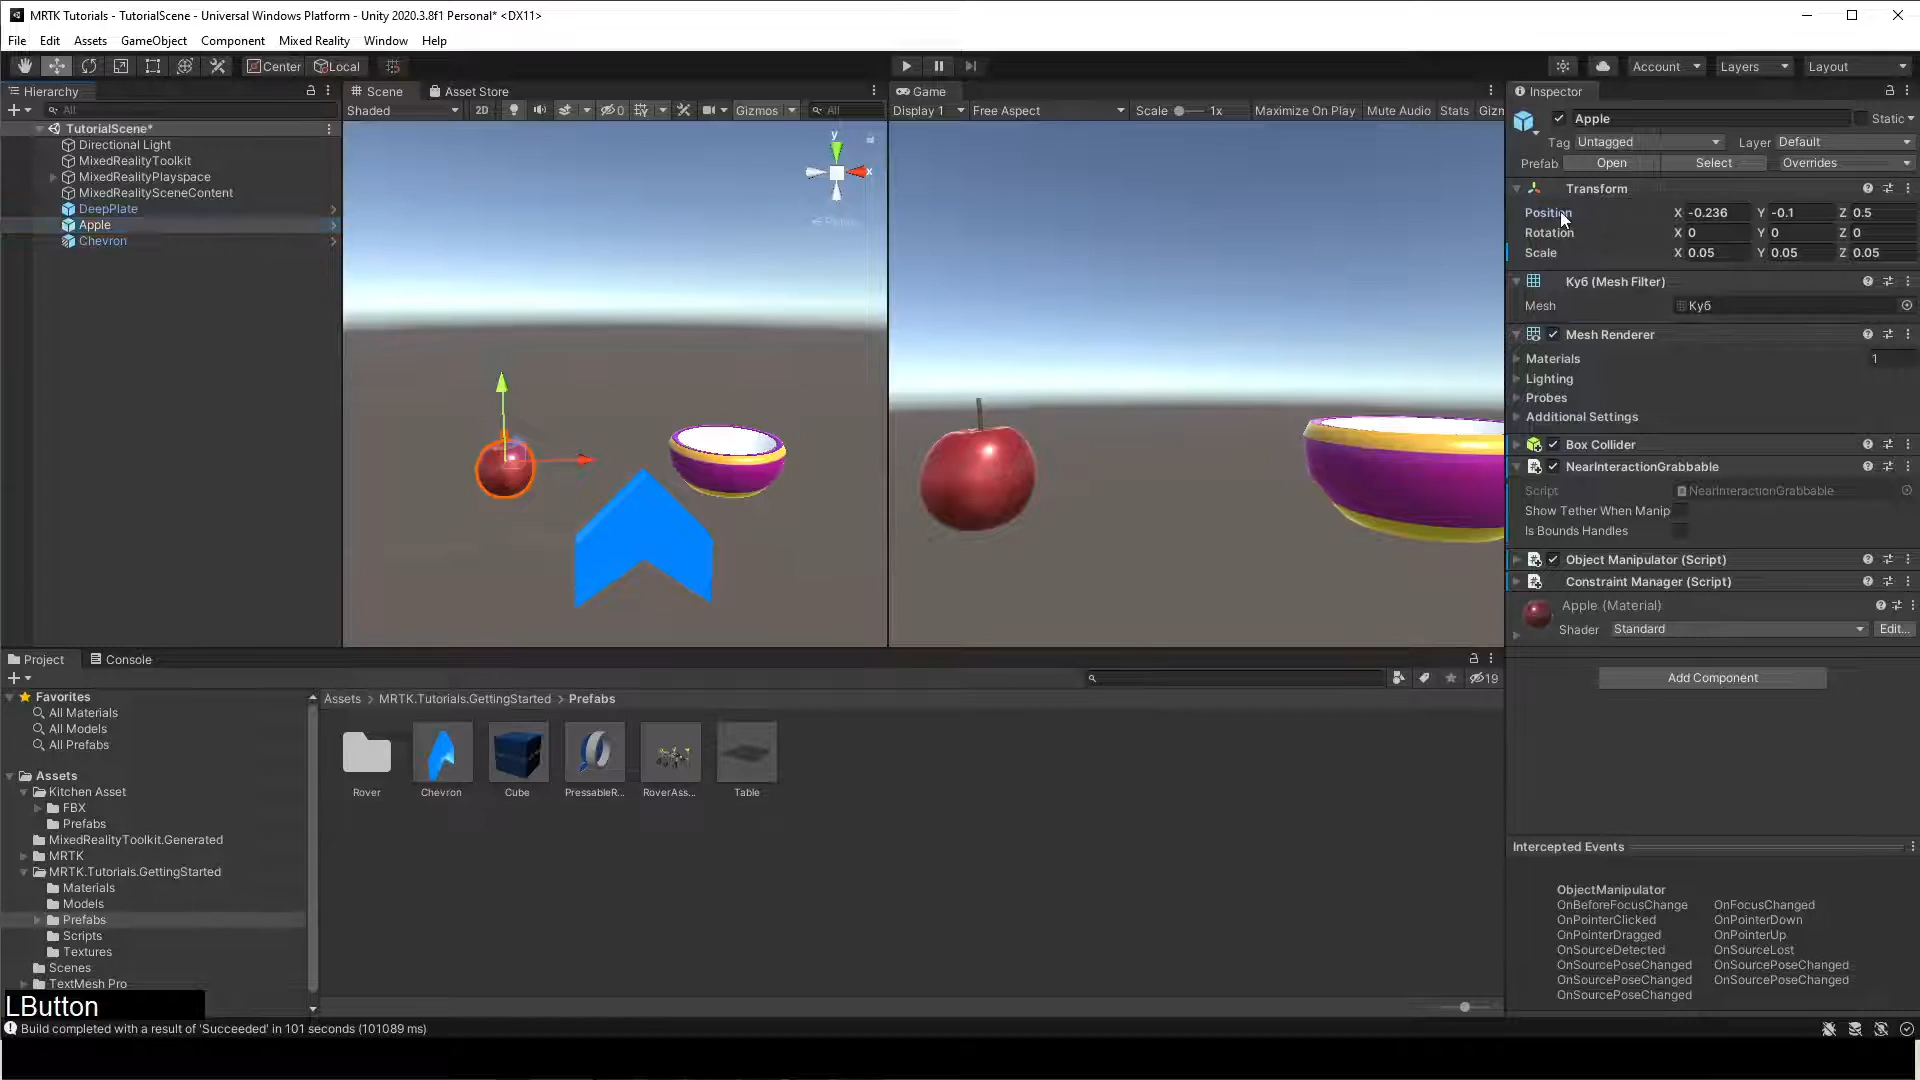 MRTK Tutorials - TutorialScene - Universal Windows Platform - Unity 2020.3.8f1 Personal* <DX11>
File Edit Assets GameObject Component Mixed Reality Window Help
Center Local Account Layers Layout
Hierarchy
All
TutorialScene*
Directional Light
MixedRealityToolkit
MixedRealityPlayspace
MixedRealitySceneContent
DeepPlate
Apple
Chevron
Scene Asset Store
Shaded 2D 0 Gizmos All
y
x
Persp
Game
Display 1 Free Aspect Scale 1x Maximize On Play Mute Audio Stats Gizm
Inspector
Apple Static
Tag Untagged Layer Default
Prefab Open Select Overrides
Transform
Position X -0.236 Y -0.1 Z 0.5
Rotation X 0 Y 0 Z 0
Scale X 0.05 Y 0.05 Z 0.05
Куб (Mesh Filter)
Mesh Куб
Mesh Renderer
Materials 1
Lighting
Probes
Additional Settings
Box Collider
NearInteractionGrabbable
Script NearInteractionGrabbable
Show Tether When Manip
Is Bounds Handles
Object Manipulator (Script)
Constraint Manager (Script)
Apple (Material)
Shader Standard Edit...
Add Component
Intercepted Events
ObjectManipulator
OnBeforeFocusChange OnFocusChanged
OnPointerClicked OnPointerDown
OnPointerDragged OnPointerUp
OnSourceDetected OnSourceLost
OnSourcePoseChanged OnSourcePoseChanged
OnSourcePoseChanged OnSourcePoseChanged
OnSourcePoseChanged
Project Console
19
Favorites
All Materials
All Models
All Prefabs
Assets
Kitchen Asset
FBX
Prefabs
MixedRealityToolkit.Generated
MRTK
MRTK.Tutorials.GettingStarted
Materials
Models
Prefabs
Scripts
Textures
Scenes
TextMesh Pro
Assets > MRTK.Tutorials.GettingStarted > Prefabs
Rover Chevron Cube PressableR... RoverAss... Table
LButton
Build completed with a result of 'Succeeded' in 101 seconds (101089 ms)